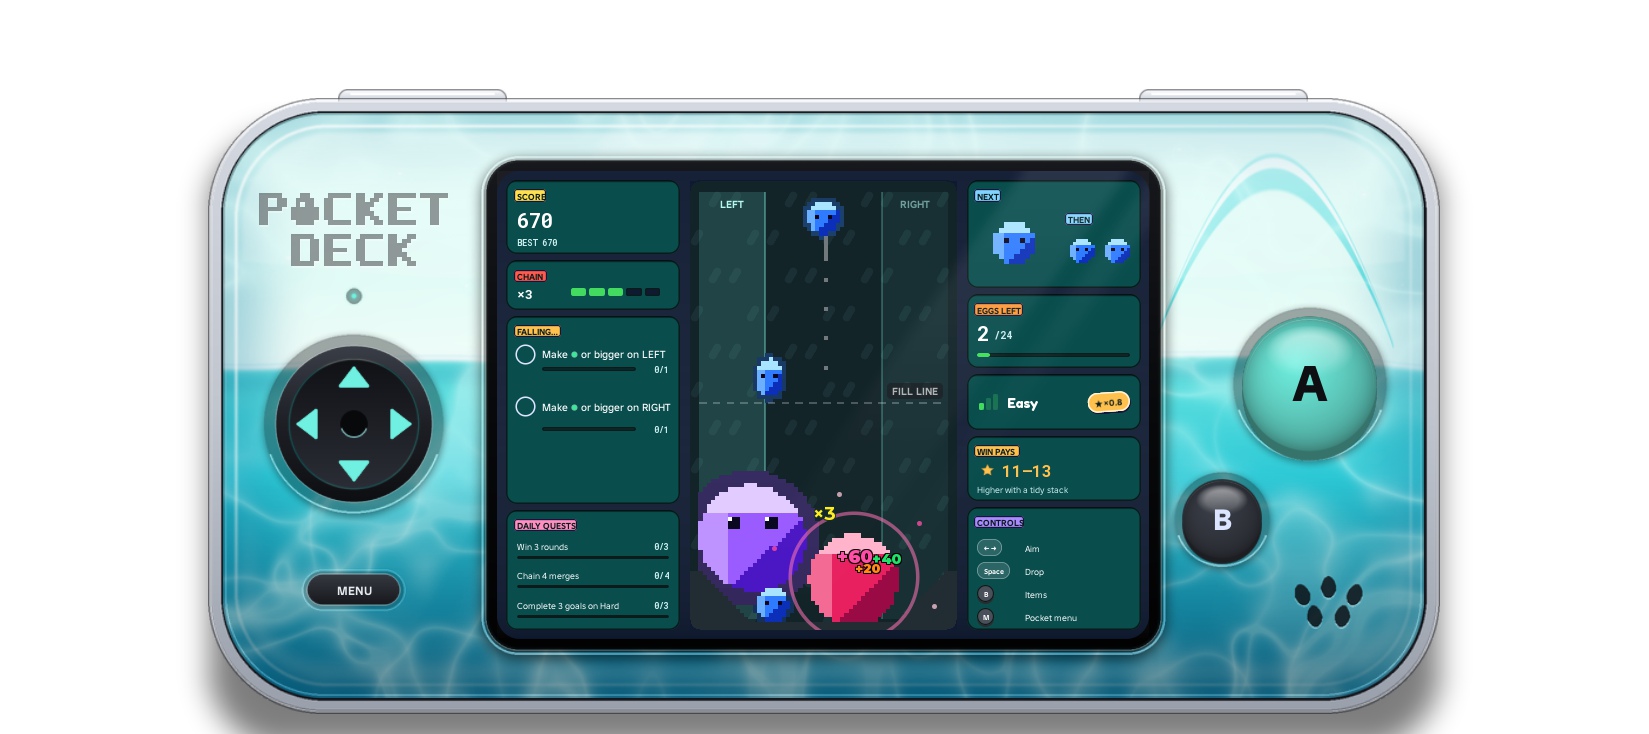 POCKET
DECK
MENU
SCORE
670
BEST 670
CHAIN
×3
FALLING...
Make ● or bigger on LEFT
0/1
Make ● or bigger on RIGHT
0/1
DAILY QUESTS
Win 3 rounds 0/3
Chain 4 merges 0/4
Complete 3 goals on Hard 0/3
LEFT
RIGHT
FILL LINE
×3
+60
+40
+20
NEXT
THEN
EGGS LEFT
2 /24
Easy ★×0.8
WIN PAYS
★ 11–13
Higher with a tidy stack
CONTROLS
←→ Aim
Space Drop
B Items
M Pocket menu
A
B